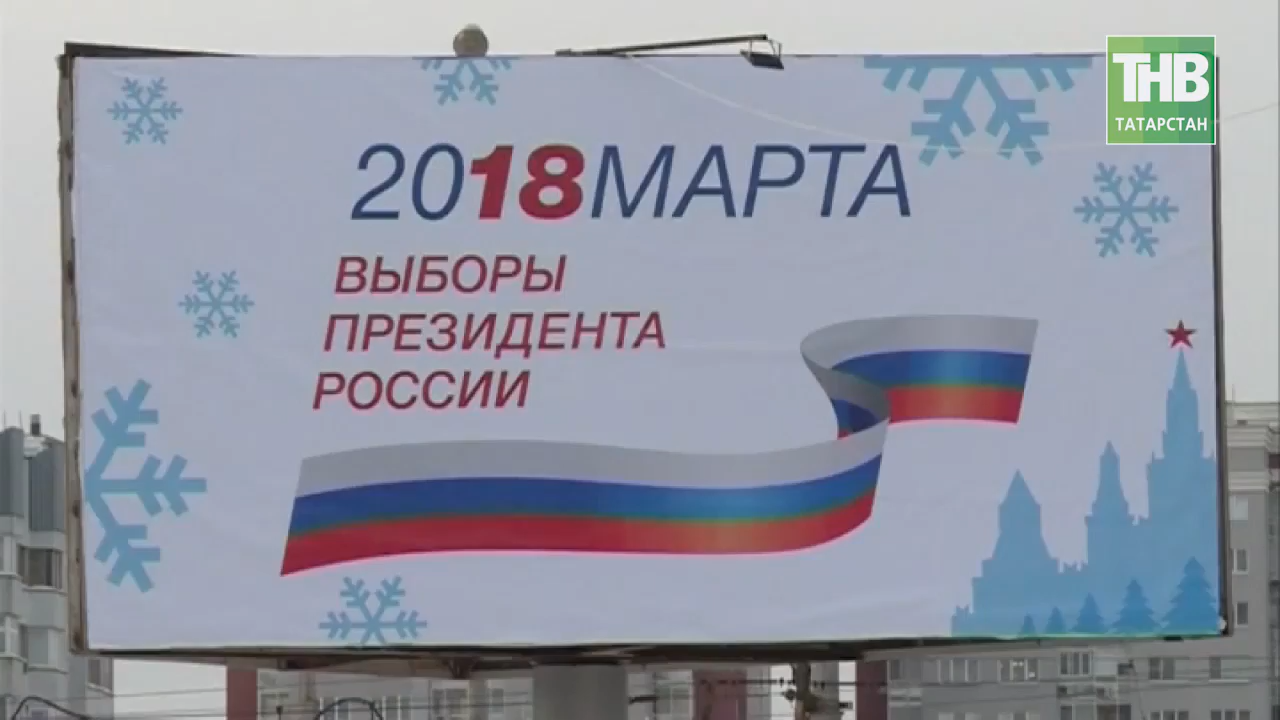 ТНВ
ТАТАРСТАН
2018МАРТА
ВЫБОРЫ
ПРЕЗИДЕНТА
РОССИИ